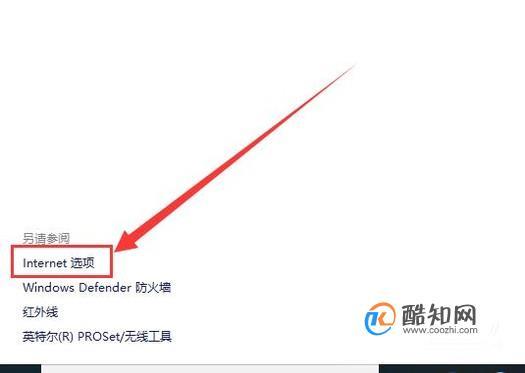 另请参阅
Internet 选项
Windows Defender 防火墙
红外线
英特尔(R) PROSet/无线工具
酷知网
www.coozhi.com